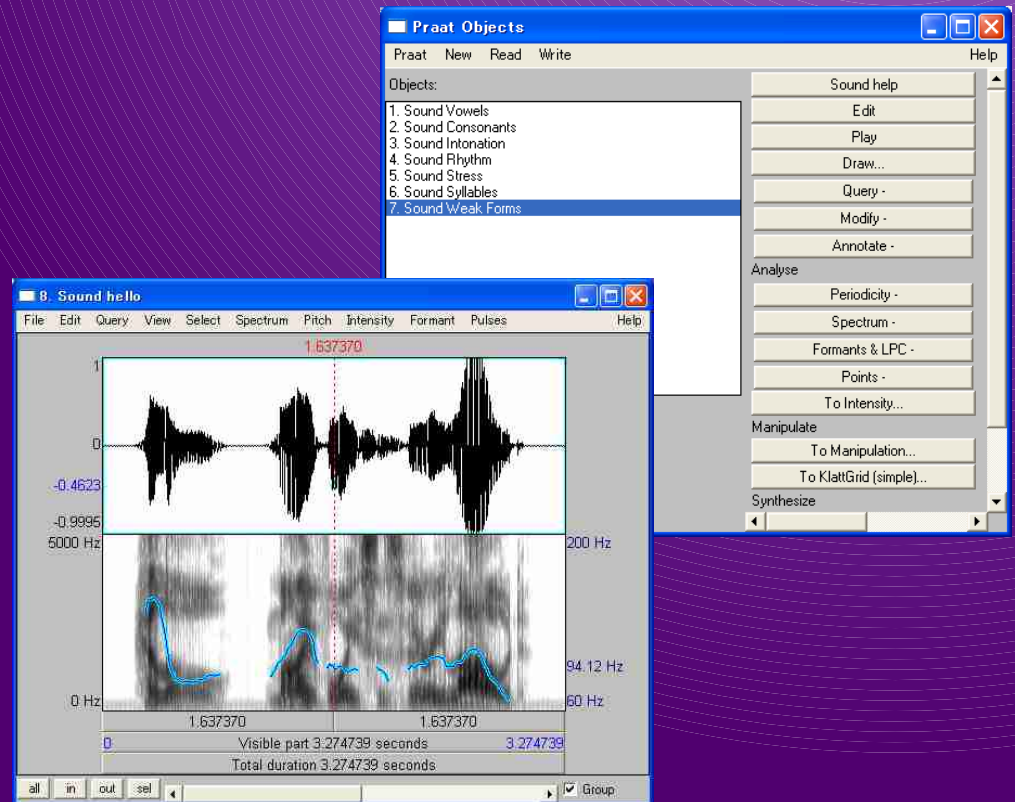 Praat Objects
Praat New Read Write Help
Objects:
1. Sound Vowels
2. Sound Consonants
3. Sound Intonation
4. Sound Rhythm
5. Sound Stress
6. Sound Syllables
7. Sound Weak Forms
Sound help
Edit
Play
Draw...
Query -
Modify -
Annotate -
Analyse
Periodicity -
Spectrum -
Formants & LPC -
Points -
To Intensity...
Manipulate
To Manipulation...
To KlattGrid (simple)...
Synthesize
8. Sound hello
File Edit Query View Select Spectrum Pitch Intensity Formant Pulses Help
1.637370
1
0
-0.4623
-0.9995
5000 Hz 200 Hz
94.12 Hz
0 Hz 60 Hz
1.637370 1.637370
0 Visible part 3.274739 seconds 3.274739
Total duration 3.274739 seconds
all in out sel Group